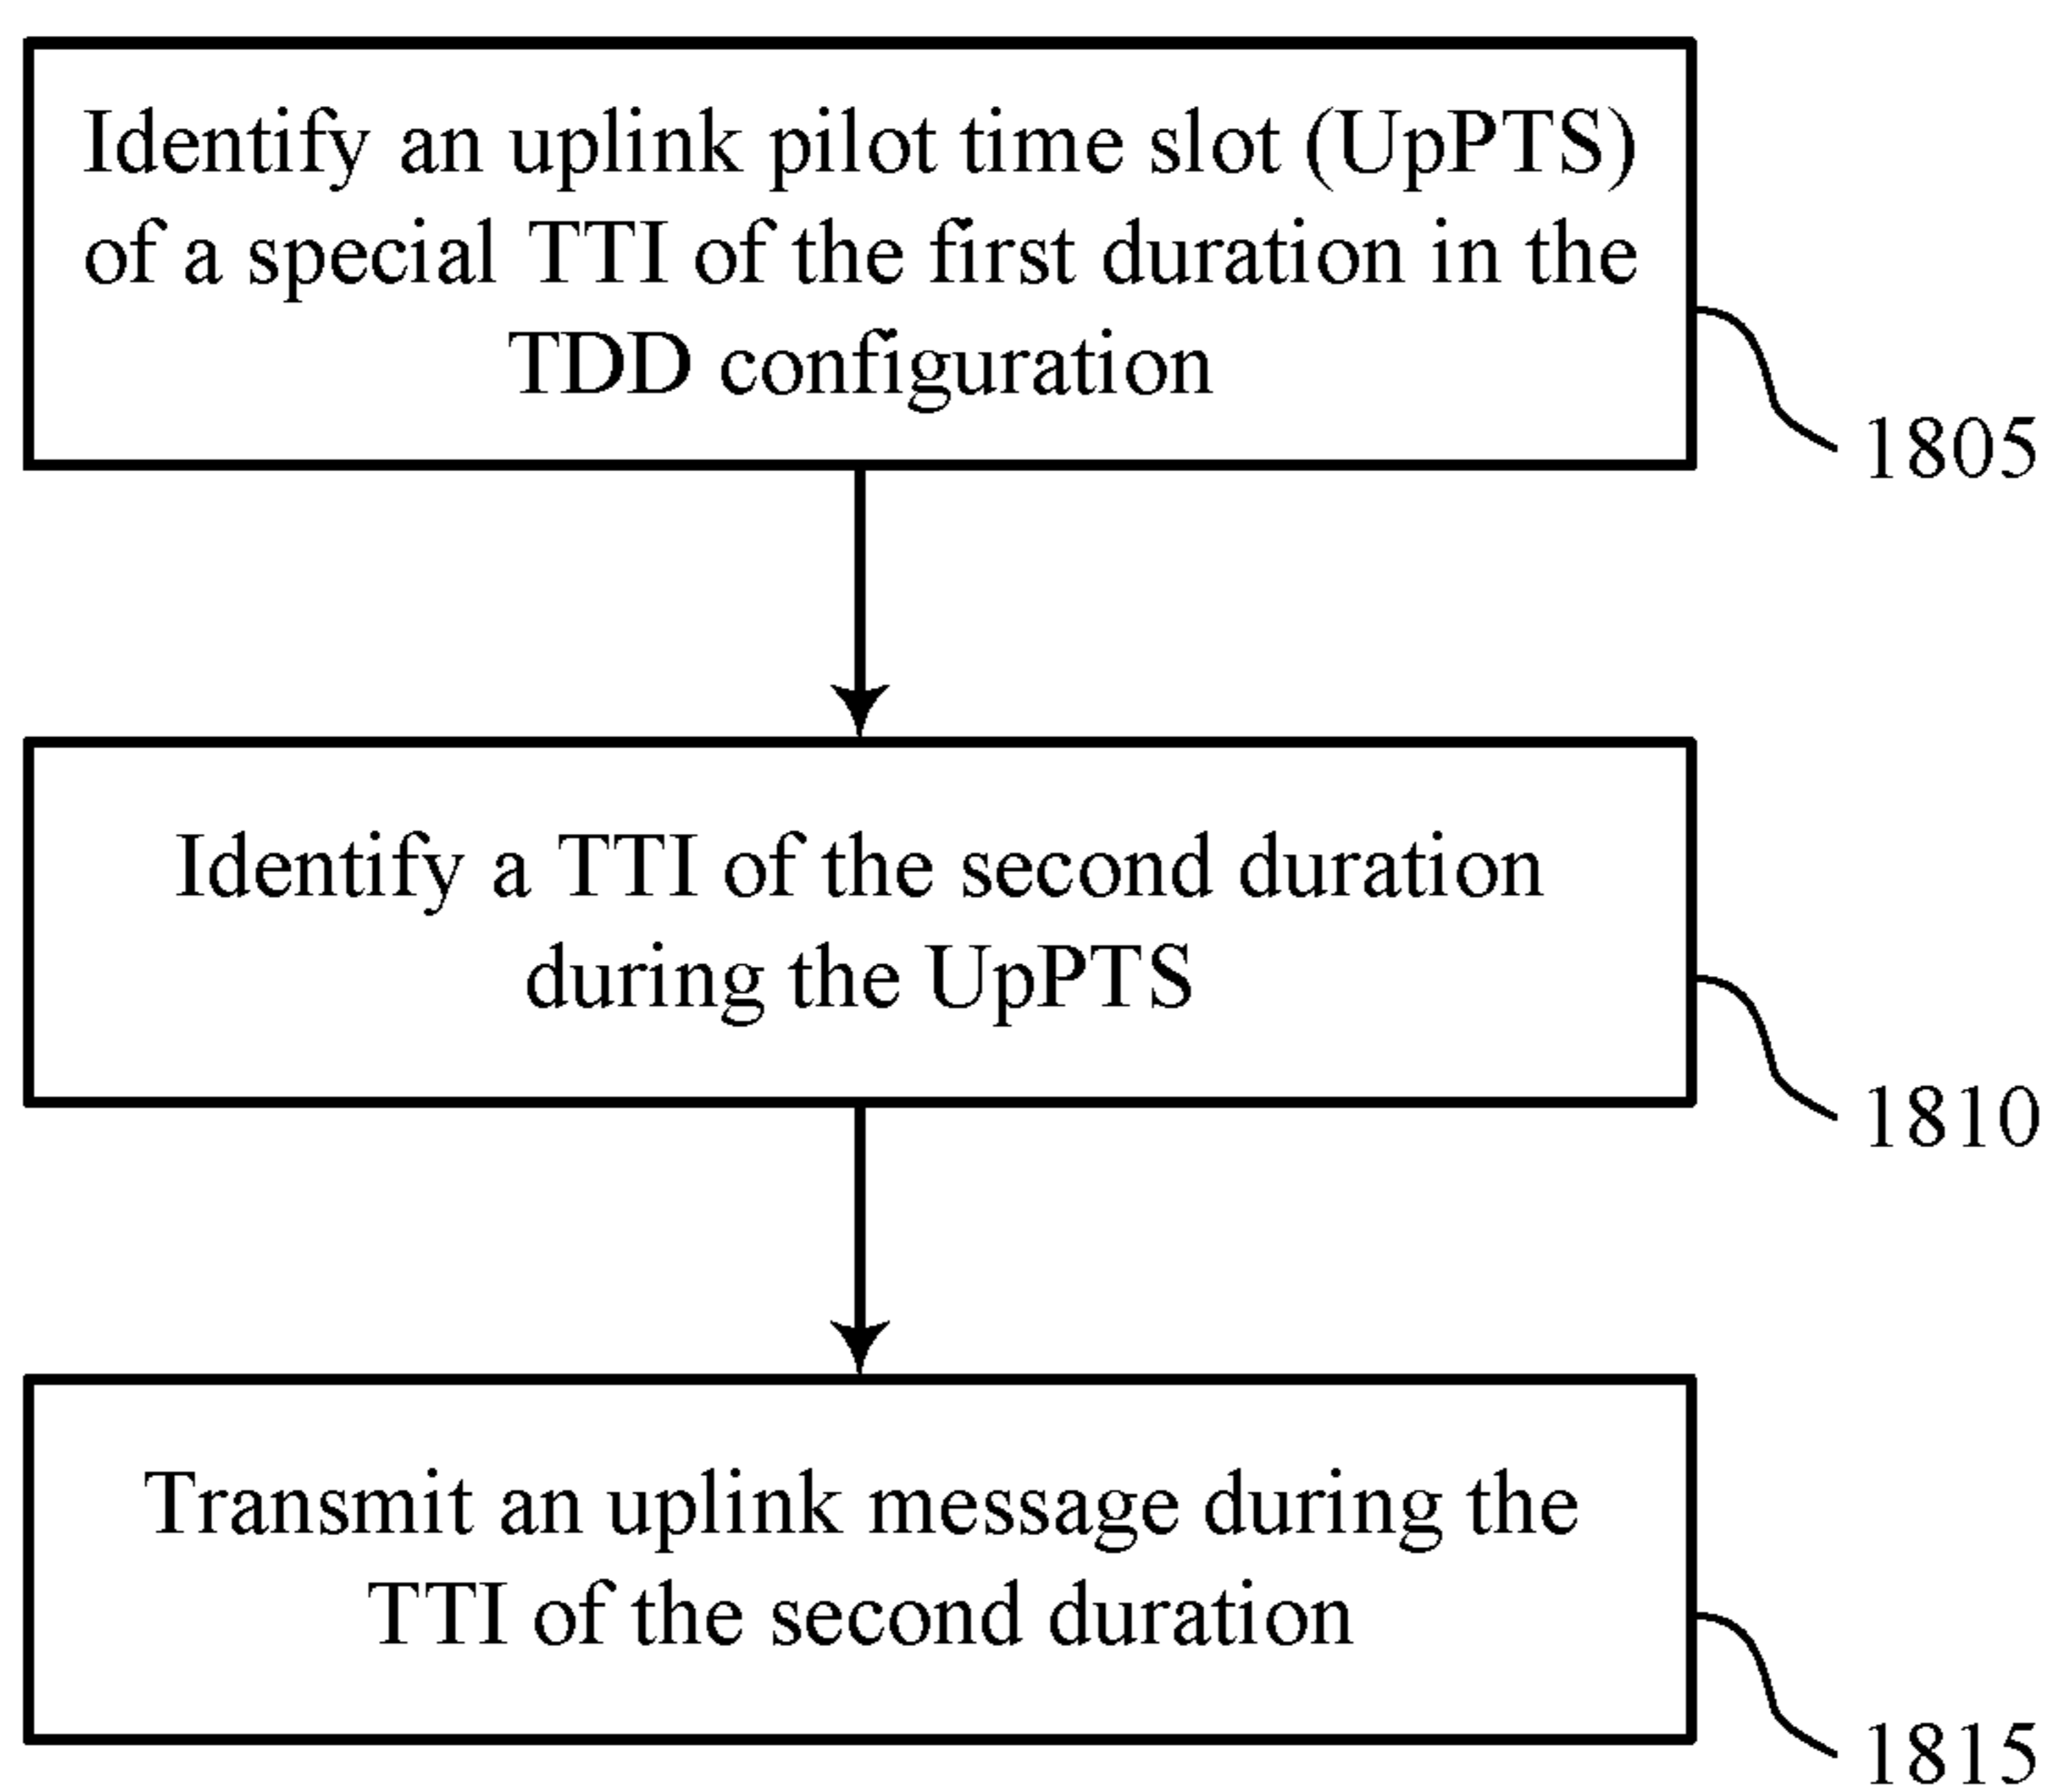 Identify an uplink pilot time slot (UpPTS)
of a special TTI of the first duration in the
TDD configuration
1805
Identify a TTI of the second duration
during the UpPTS
1810
Transmit an uplink message during the
TTI of the second duration
1815